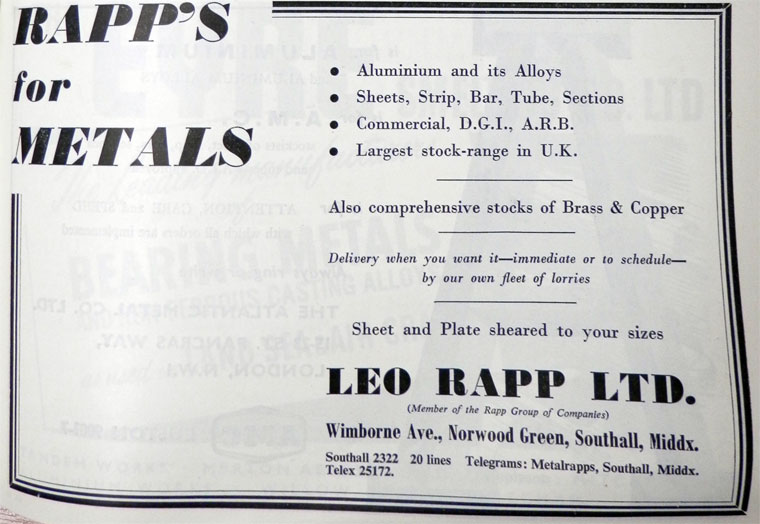 RAPP'S
for
METALS
● Aluminium and its Alloys
● Sheets, Strip, Bar, Tube, Sections
● Commercial, D.G.I., A.R.B.
● Largest stock-range in U.K.
Also comprehensive stocks of Brass & Copper
Delivery when you want it—immediate or to schedule—
by our own fleet of lorries
Sheet and Plate sheared to your sizes
LEO RAPP LTD.
(Member of the Rapp Group of Companies)
Wimborne Ave., Norwood Green, Southall, Middx.
Southall 2322 20 lines Telegrams: Metalrapps, Southall, Middx.
Telex 25172.